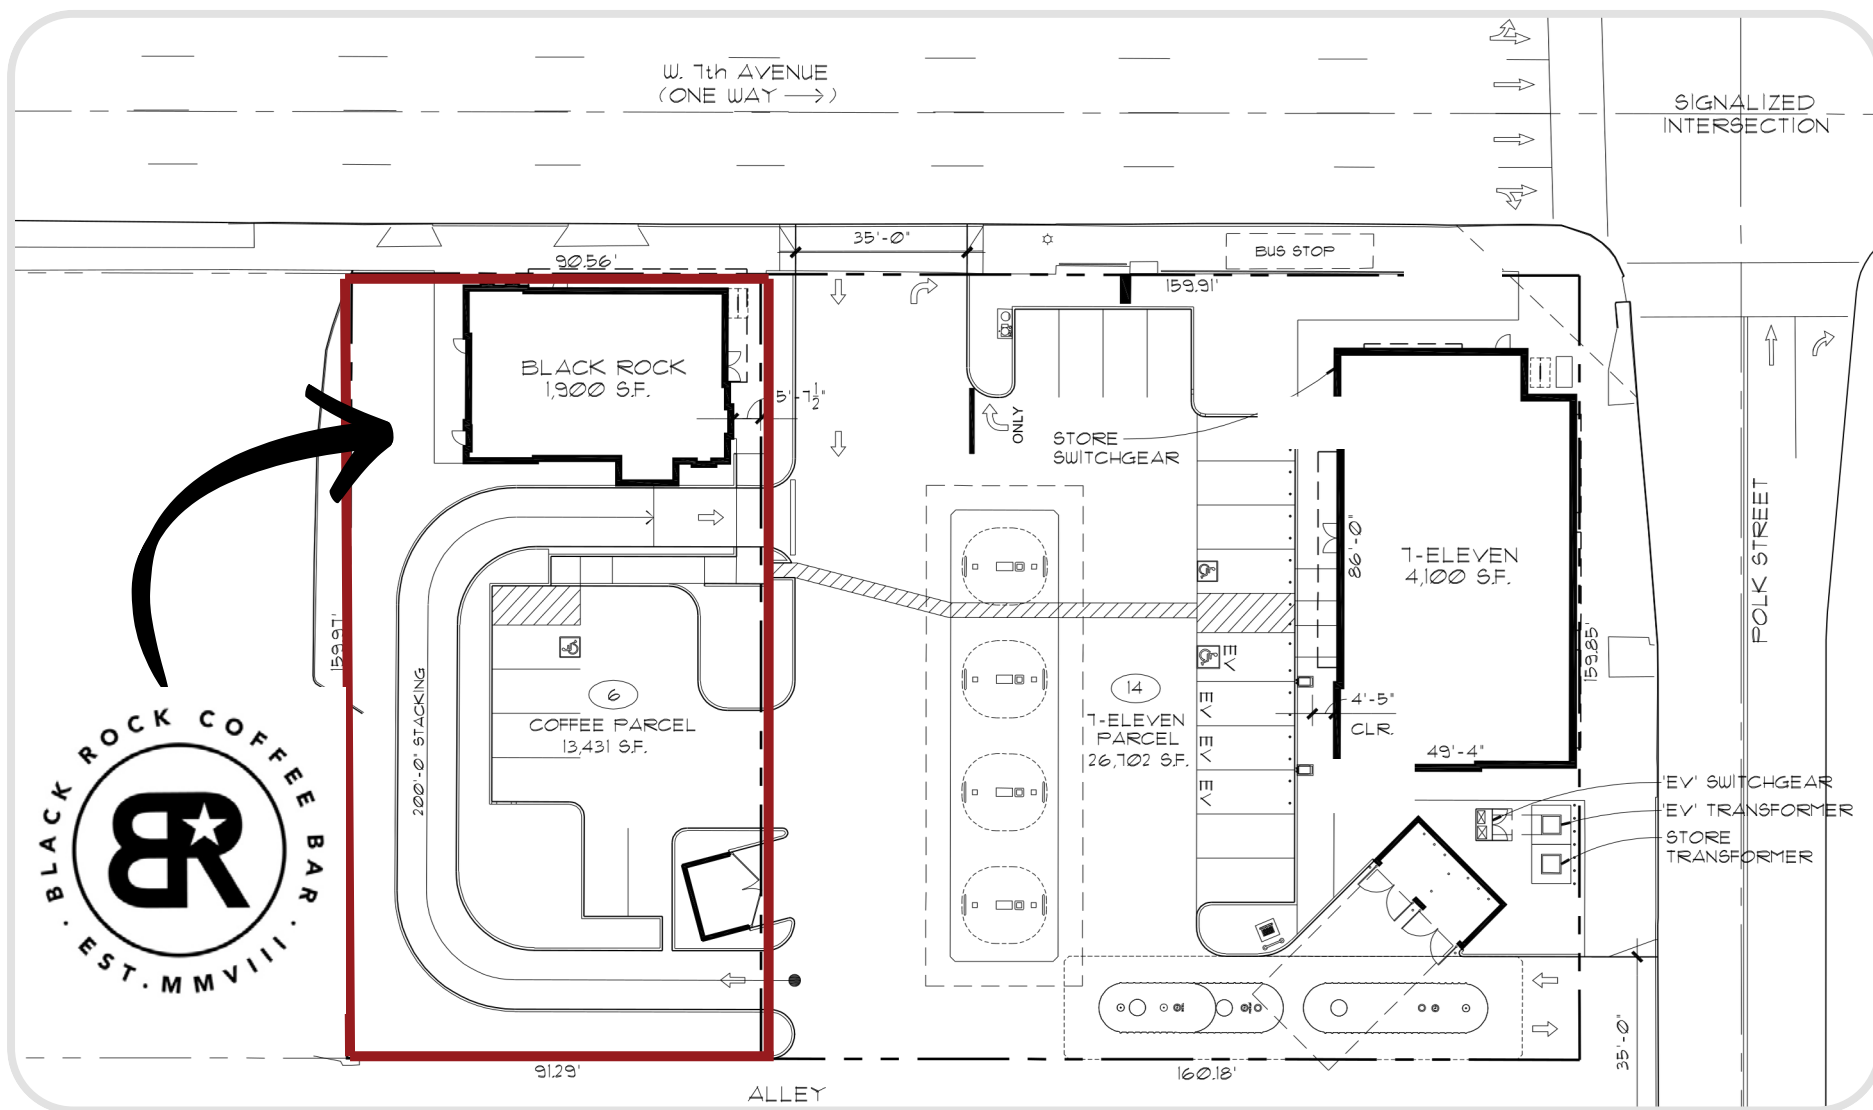 W. 7th AVENUE
(ONE WAY →)
SIGNALIZED
INTERSECTION
35'-0"
BUS STOP
90.56'
159.91'
BLACK ROCK
1,900 S.F.
5'-7½"
ONLY
STORE
SWITCHGEAR
86'-0"
7-ELEVEN
4,100 S.F.
POLK STREET
159.97'
159.85'
200'-0" STACKING
6
COFFEE PARCEL
13,431 S.F.
14
7-ELEVEN
PARCEL
26,702 S.F.
EV
EV
EV
EV
4'-5"
CLR.
49'-4"
'EV' SWITCHGEAR
'EV' TRANSFORMER
STORE
TRANSFORMER
BLACK ROCK COFFEE BAR
BR
· EST. MMVIII ·
35'-0"
91.29'
160.18'
ALLEY